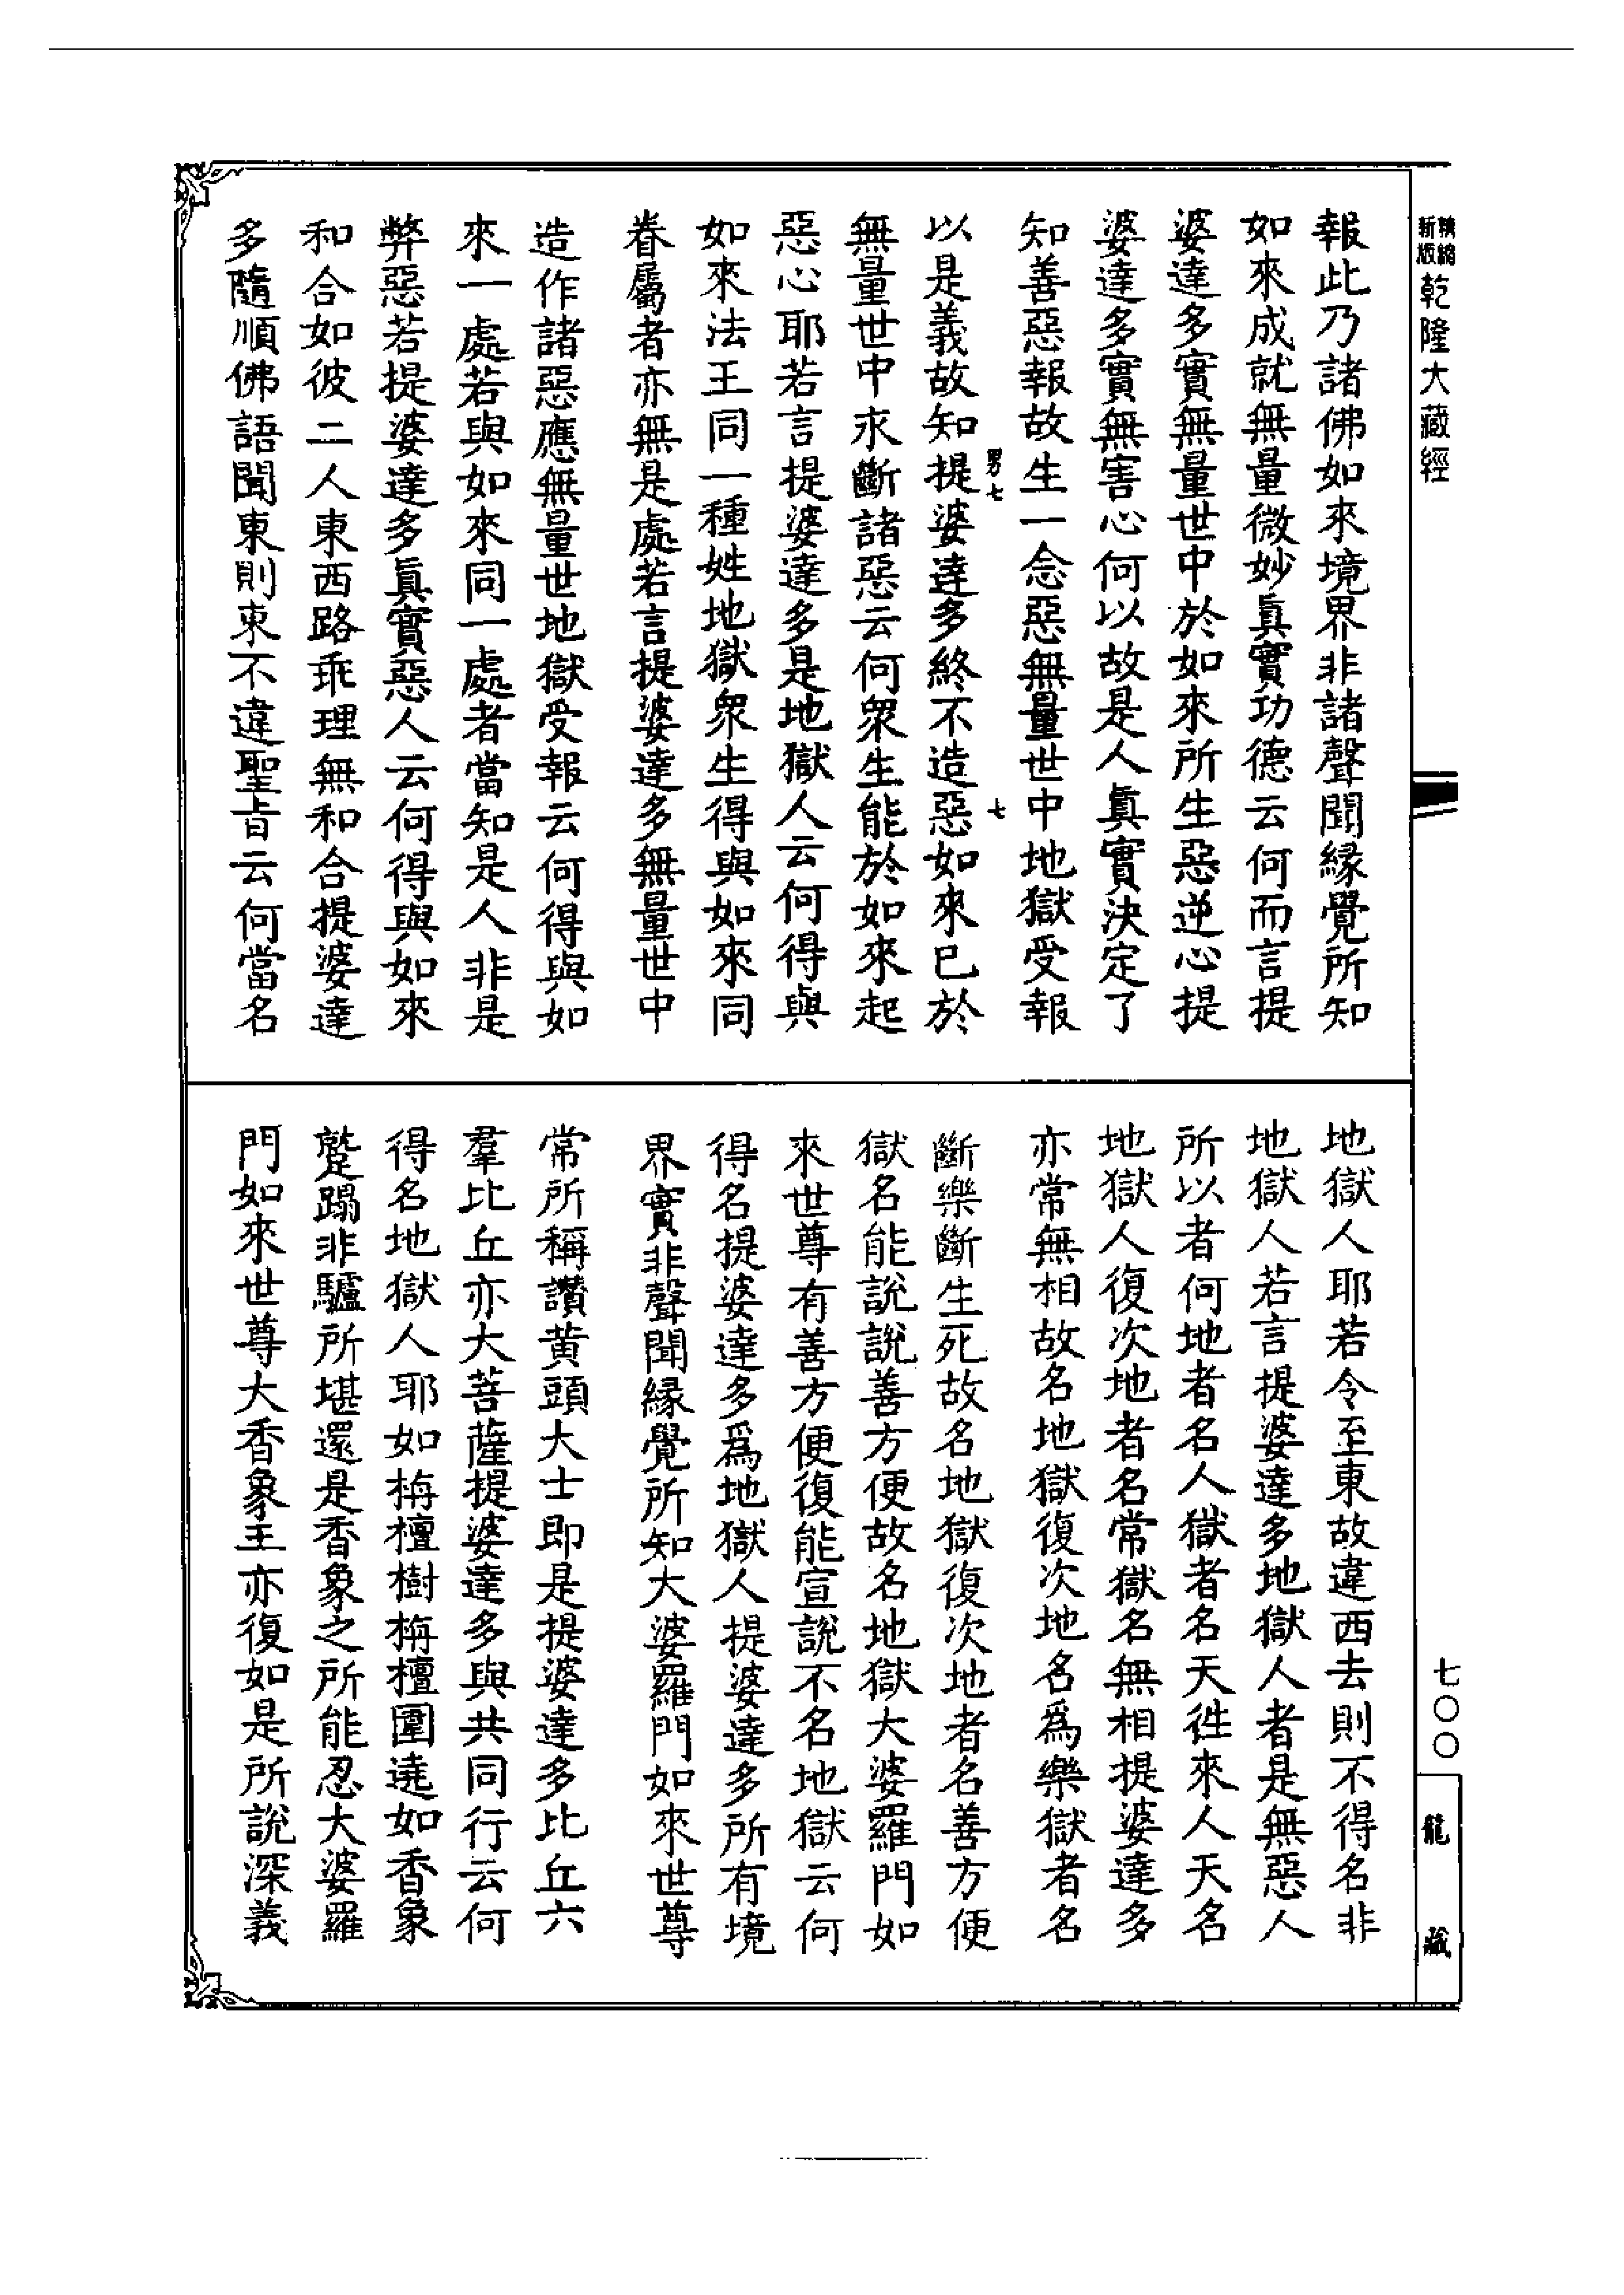 精縮
新版
乾隆大藏經
報此乃諸佛如來境界非諸聲聞緣覺所知
如來成就無量微妙眞實功德云何而言提
婆達多實無量世中於如來所生惡逆心提
婆達多實無害心何以故是人眞實決定了
知善惡報故生一念惡無量世中地獄受報
男七
七
以是義故知提婆達多終不造惡如來已於
無量世中求斷諸惡云何衆生能於如來起
惡心耶若言提婆達多是地獄人云何得與
如來法王同一種姓地獄衆生得與如來同
眷屬者亦無是處若言提婆達多無量世中
造作諸惡應無量世地獄受報云何得與如
來一處若與如來同一處者當知是人非是
弊惡若提婆達多眞實惡人云何得與如來
和合如彼二人東西路乖理無和合提婆達
多隨順佛語聞東則東不違聖旨云何當名
地獄人耶若令至東故違西去則不得名非
地獄人若言提婆達多地獄人者是無惡人
所以者何地者名人獄者名天徃來人天名
地獄人復次地者名常獄名無相提婆達多
亦常無相故名地獄復次地名爲樂獄者名
斷樂斷生死故名地獄復次地者名善方便
獄名能說說善方便故名地獄大婆羅門如
來世尊有善方便復能宣說不名地獄云何
得名提婆達多爲地獄人提婆達多所有境
界實非聲聞緣覺所知大婆羅門如來世尊
常所稱讚黄頭大士即是提婆達多比丘六
羣比丘亦大菩薩提婆達多與共同行云何
得名地獄人耶如栴檀樹栴檀圍遶如香象
蹵蹋非驢所堪還是香象之所能忍大婆羅
門如來世尊大香象王亦復如是所說深義
七〇〇
龍藏